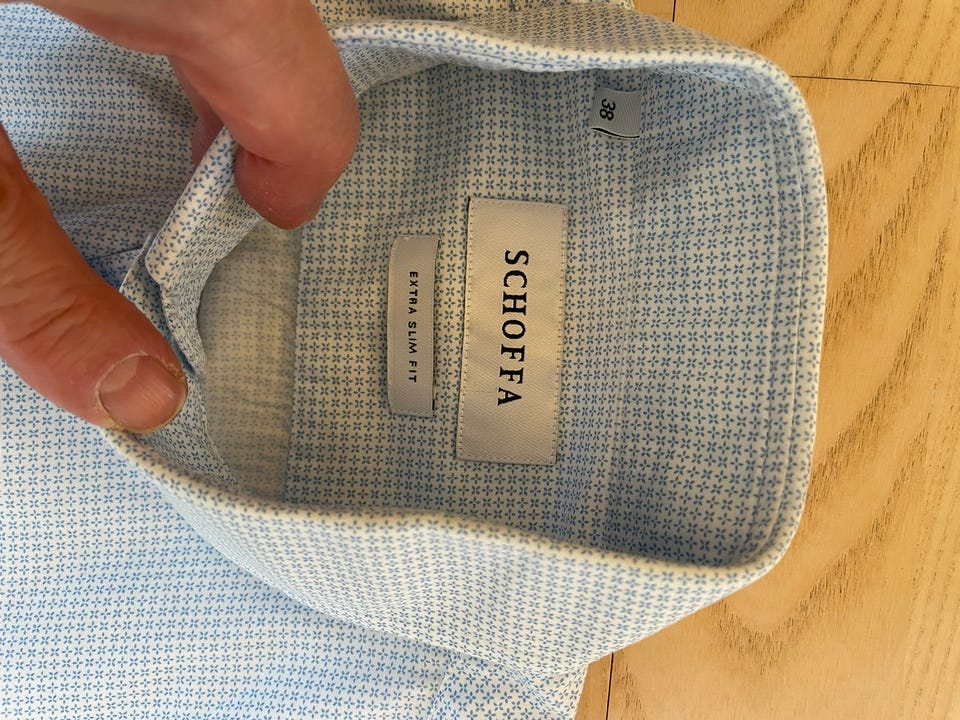 38
SCHOFFA
EXTRA SLIM FIT